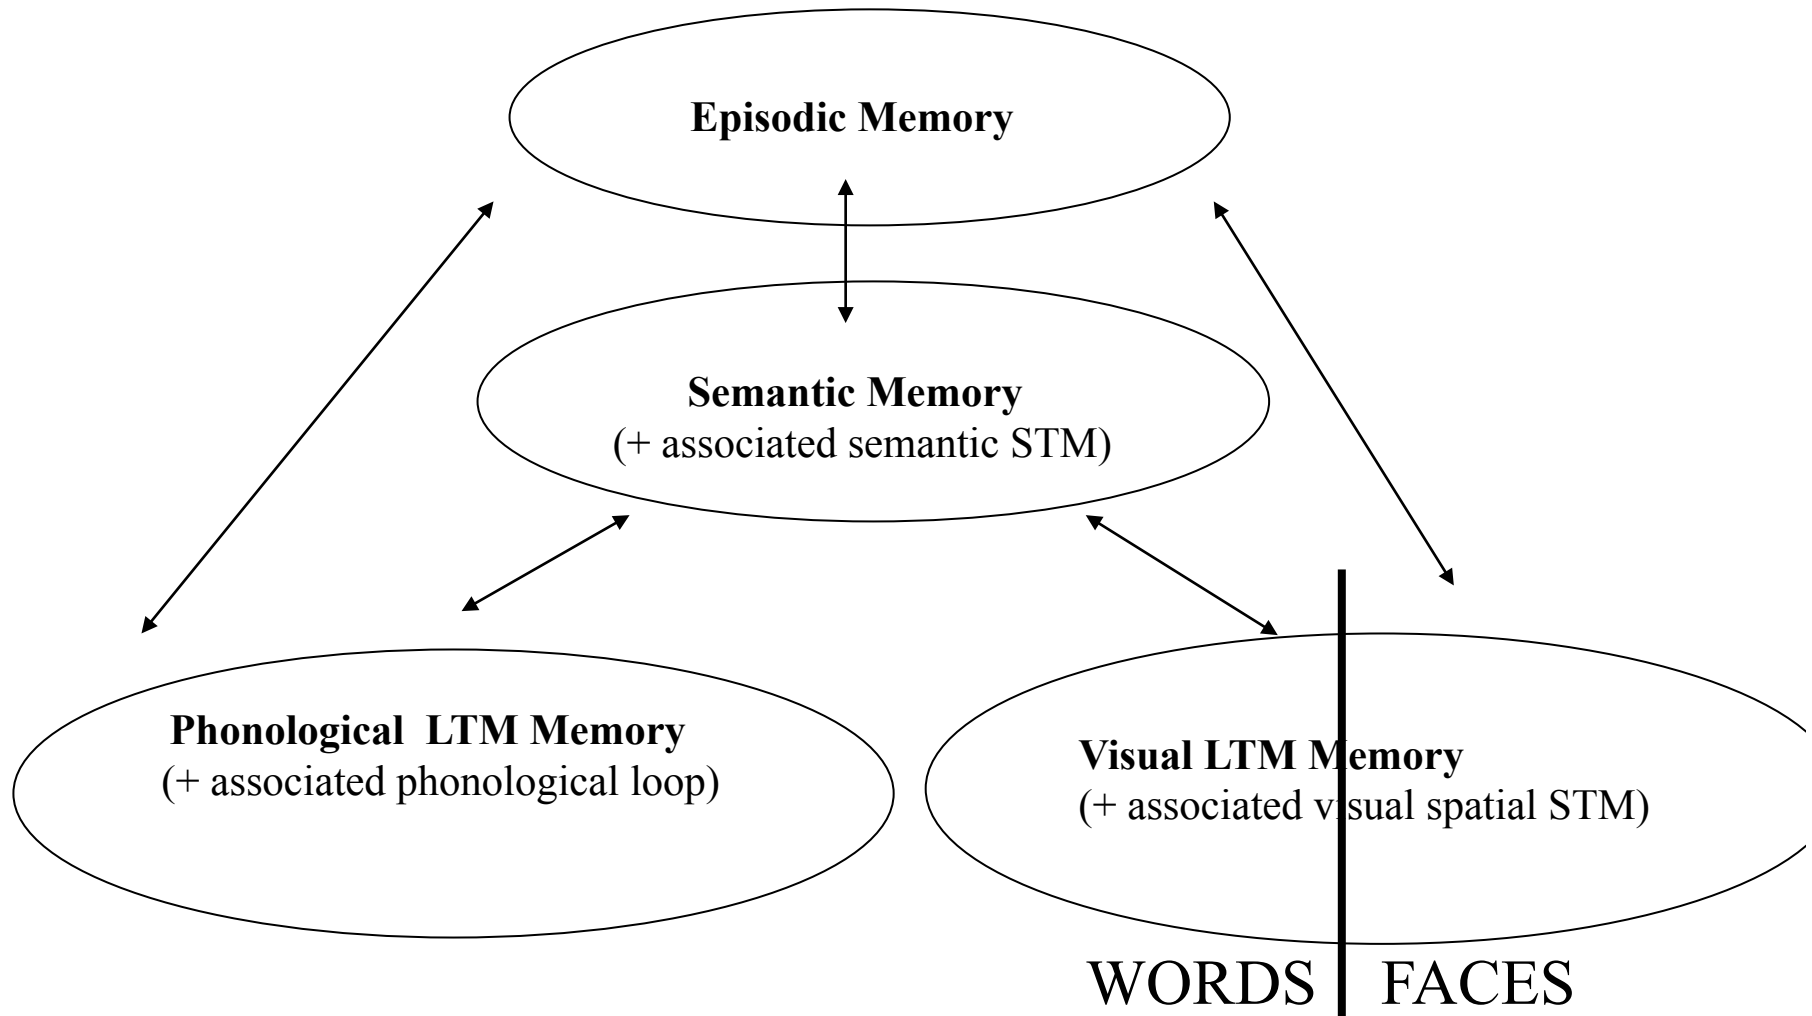 Episodic Memory
Semantic Memory
(+ associated semantic STM)
Phonological LTM Memory
(+ associated phonological loop)
Visual LTM Memory
(+ associated visual spatial STM)
WORDS
FACES